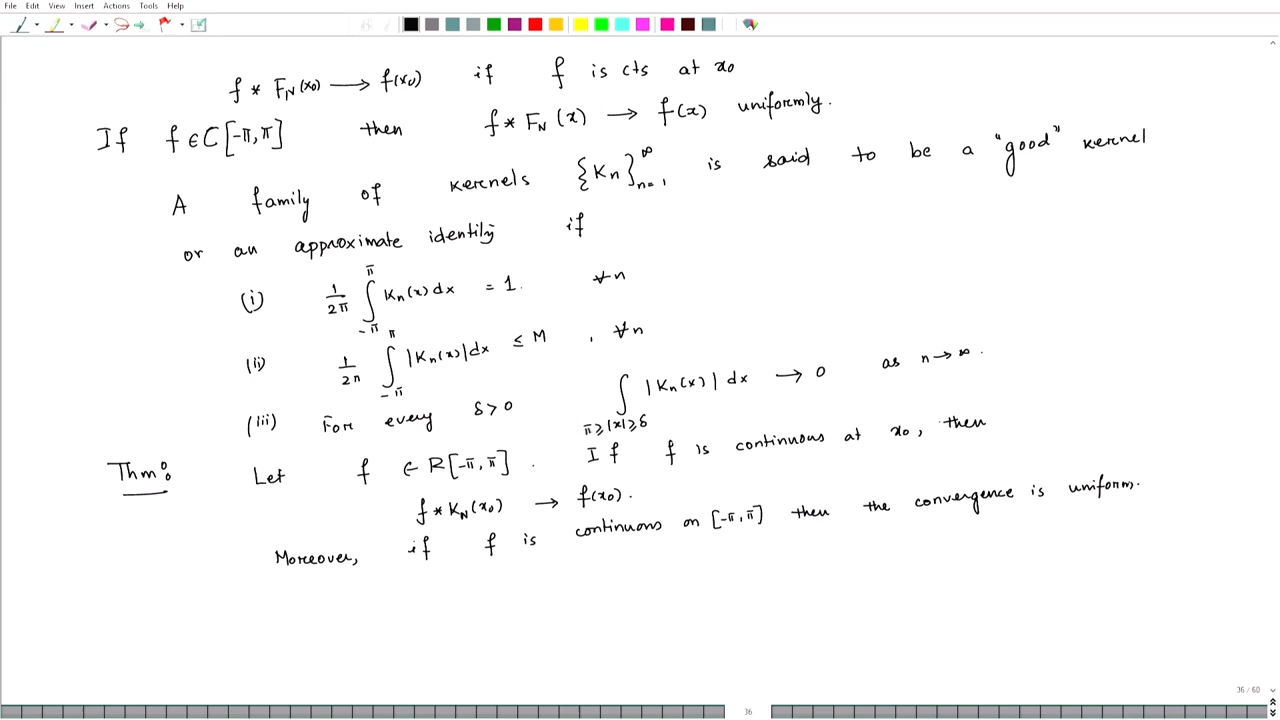 File Edit View Insert Actions Tools Help
f * F_N(x₀) → f(x₀) if f is cts at x₀
If f ∈ C[-π, π] then f * F_N(x) → f(x) uniformly.
A family of kernels {K_n}_{n=1}^∞ is said to be a "good" kernel
or an approximate identity if
(i) 1/2π ∫_{-π}^{π} K_n(x) dx = 1. ∀ n
(ii) 1/2π ∫_{-π}^{π} |K_n(x)| dx ≤ M, ∀ n
(iii) For every δ > 0 ∫_{π≥|x|≥δ} |K_n(x)| dx → 0 as n → ∞.
Thm: Let f ∈ R[-π, π]. If f is continuous at x₀, then
f * K_N(x₀) → f(x₀).
Moreover, if f is continuous on [-π, π] then the convergence is uniform.
36 / 60
36